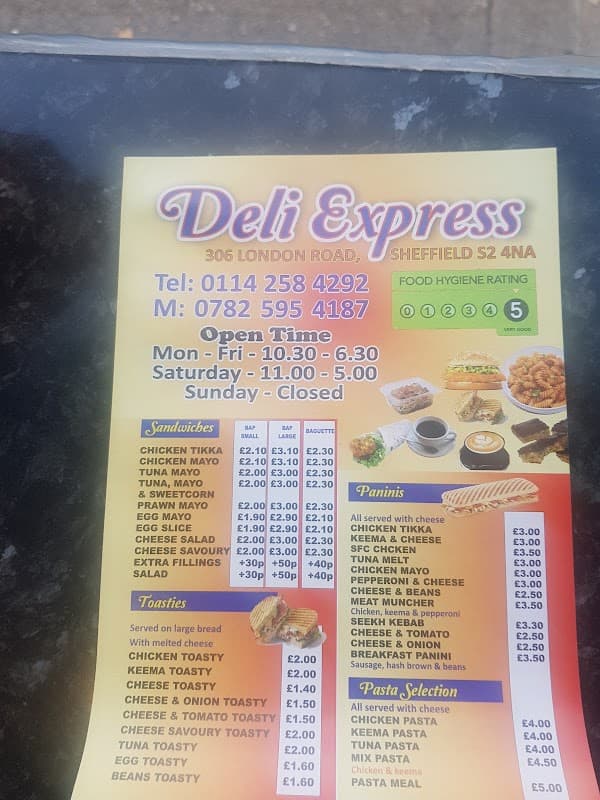 Deli Express
306 LONDON ROAD, SHEFFIELD S2 4NA
Tel: 0114 258 4292
M: 0782 595 4187
FOOD HYGIENE RATING
0 1 2 3 4 5
VERY GOOD
Open Time
Mon - Fri - 10.30 - 6.30
Saturday - 11.00 - 5.00
Sunday - Closed
Sandwiches BAP SMALL BAP LARGE BAGUETTE
CHICKEN TIKKA £2.10 £3.10 £2.30
CHICKEN MAYO £2.10 £3.10 £2.30
TUNA MAYO £2.00 £3.00 £2.30
TUNA, MAYO £2.00 £3.00 £2.30
& SWEETCORN
PRAWN MAYO £2.00 £3.00 £2.30
EGG MAYO £1.90 £2.90 £2.10
EGG SLICE £1.90 £2.90 £2.10
CHEESE SALAD £2.00 £3.00 £2.30
CHEESE SAVOURY £2.00 £3.00 £2.30
EXTRA FILLINGS +30p +50p +40p
SALAD +30p +50p +40p
Toasties
Served on large bread
With melted cheese
CHICKEN TOASTY £2.00
KEEMA TOASTY £2.00
CHEESE TOASTY £1.40
CHEESE & ONION TOASTY £1.50
CHEESE & TOMATO TOASTY £1.50
CHEESE SAVOURY TOASTY £2.00
TUNA TOASTY £2.00
EGG TOASTY £1.60
BEANS TOASTY £1.60
Paninis
All served with cheese
CHICKEN TIKKA £3.00
KEEMA & CHEESE £3.00
SFC CHCKEN £3.50
TUNA MELT £3.00
CHICKEN MAYO £3.00
PEPPERONI & CHEESE £3.00
CHEESE & BEANS £2.50
MEAT MUNCHER £3.50
Chicken, keema & pepperoni
SEEKH KEBAB £3.30
CHEESE & TOMATO £2.50
CHEESE & ONION £2.50
BREAKFAST PANINI £3.50
Sausage, hash brown & beans
Pasta Selection
All served with cheese
CHICKEN PASTA £4.00
KEEMA PASTA £4.00
TUNA PASTA £4.00
MIX PASTA £4.50
Chicken & keema
PASTA MEAL £5.00